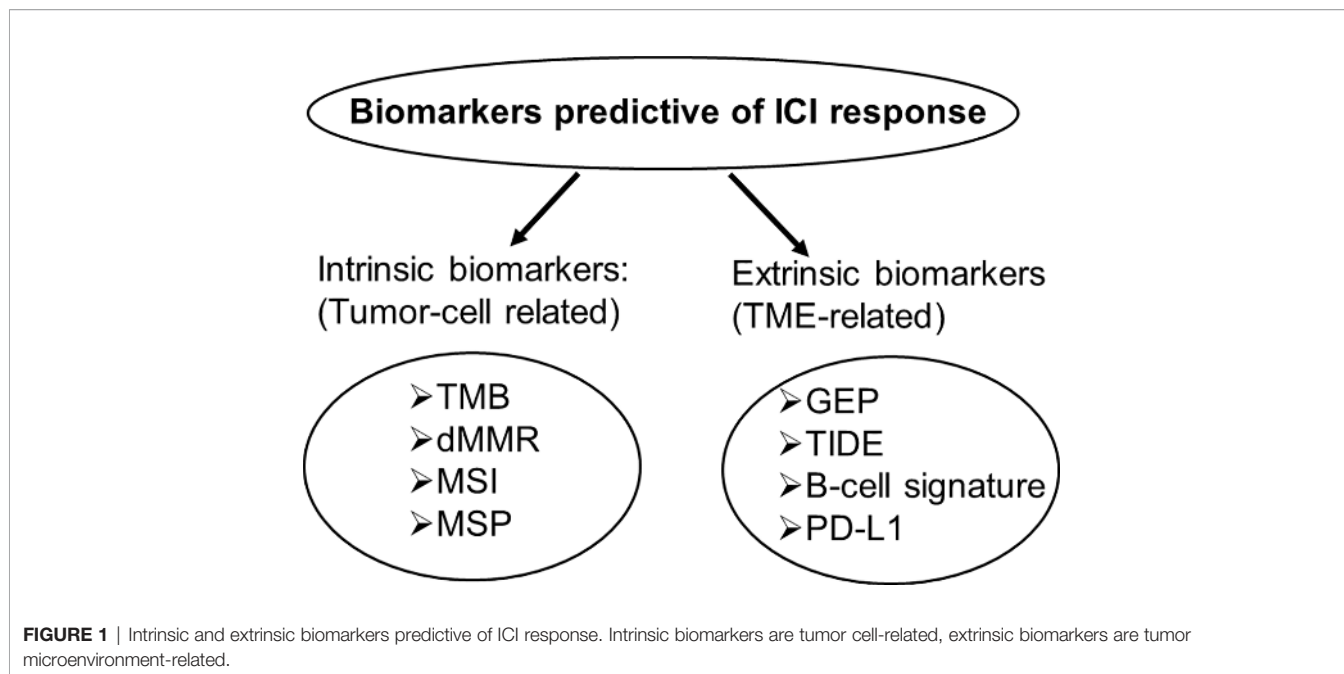 Biomarkers predictive of ICI response
Intrinsic biomarkers:
(Tumor-cell related)
Extrinsic biomarkers
(TME-related)
➢TMB
➢dMMR
➢MSI
➢MSP
➢GEP
➢TIDE
➢B-cell signature
➢PD-L1
FIGURE 1 | Intrinsic and extrinsic biomarkers predictive of ICI response. Intrinsic biomarkers are tumor cell-related, extrinsic biomarkers are tumor
microenvironment-related.